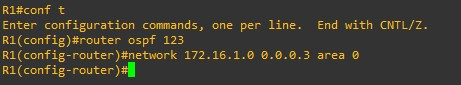 R1#conf t
Enter configuration commands, one per line.  End with CNTL/Z.
R1(config)#router ospf 123
R1(config-router)#network 172.16.1.0 0.0.0.3 area 0
R1(config-router)#